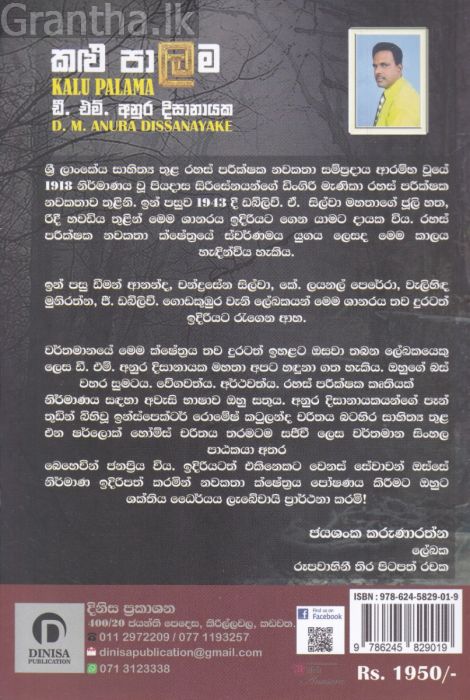 Grantha.lk
කළු පාලම
KALU PALAMA
ඩී. එම්. අනුර දිසානායක
D. M. ANURA DISSANAYAKE
ශ්‍රී ලාංකේය සාහිත්‍ය තුළ රහස් පරීක්ෂක නවකතා සම්ප්‍රදාය ආරම්භ වූයේ
1918 නිර්මාණය වූ පියදාස සිරිසේනයන්ගේ ඩිංගිරි මැණිකා රහස් පරීක්ෂක
නවකතාව තුළිනි. ඉන් පසුව 1943 දී ඩබ්ලිව්. ඒ. සිල්වා මහතාගේ ජූලි හත,
රිදී හවඩිය තුළින් මෙම ශානරය ඉදිරියට ගෙන යාමට දායක විය. රහස්
පරීක්ෂක නවකතා ක්ෂේත්‍රයේ ස්වර්ණමය යුගය ලෙසද මෙම කාලය
හැඳින්විය හැකිය.
ඉන් පසු ඩීමන් ආනන්ද, චන්ද්‍රසේන සිල්වා, කේ. ලයනල් පෙරේරා, වැලිහිඳ
මුනිරත්න, ජී. ඩබ්ලිව්. ගොඩකුඹුර වැනි ලේඛකයන් මෙම ශානරය තව දුරටත්
ඉදිරියට රැගෙන ආහ.
වර්තමානයේ මෙම ක්ෂේත්‍රය තව දුරටත් ඉහළට ඔසවා තබන ලේඛකයෙකු
ලෙස ඩී. එම්. අනුර දිසානායක මහතා අපට හඳුනා ගත හැකිය. ඔහුගේ බස්
වහර සුමටය. වේගවත්ය. අර්ථවත්ය. රහස් පරීක්ෂක කෘතියක්
නිර්මාණය සඳහා අවැසි භාෂාව ඔහු සතුය. අනුර දිසානායකයන්ගේ පෑන්
තුඩින් බිහිවූ ඉන්ස්පෙක්ටර් රොමේෂ් කටුලන්ද චරිතය බටහිර සාහිත්‍ය තුළ
එන ෂර්ලොක් හෝම්ස් චරිතය තරමටම සජීවී ලෙස වර්තමාන සිංහල
පාඨකයා අතර
බෙහෙවින් ජනප්‍රිය විය. ඉදිරියටත් එකිනෙකට වෙනස් සේවාවන් ඔස්සේ
නිර්මාණ ඉදිරිපත් කරමින් නවකතා ක්ෂේත්‍රය පෝෂණය කිරීමට ඔහුට
ශක්තිය ධෛර්යය ලැබේවායි ප්‍රාර්ථනා කරමි!
ජයශංක කරුණාරත්න
ලේඛක
රූපවාහිනී තිර පිටපත් රචක
DINISA
PUBLICATION
දිනිස ප්‍රකාශන
400/20 ජයන්ති පෙදෙස, කිරිල්ලවල, කඩවත.
011 2972209 / 077 1193257
dinisapublication@gmail.com
071 3123338
Find us on
Facebook
ISBN : 978-624-5829-01-9
9 786245 829019
Rs. 1950/-